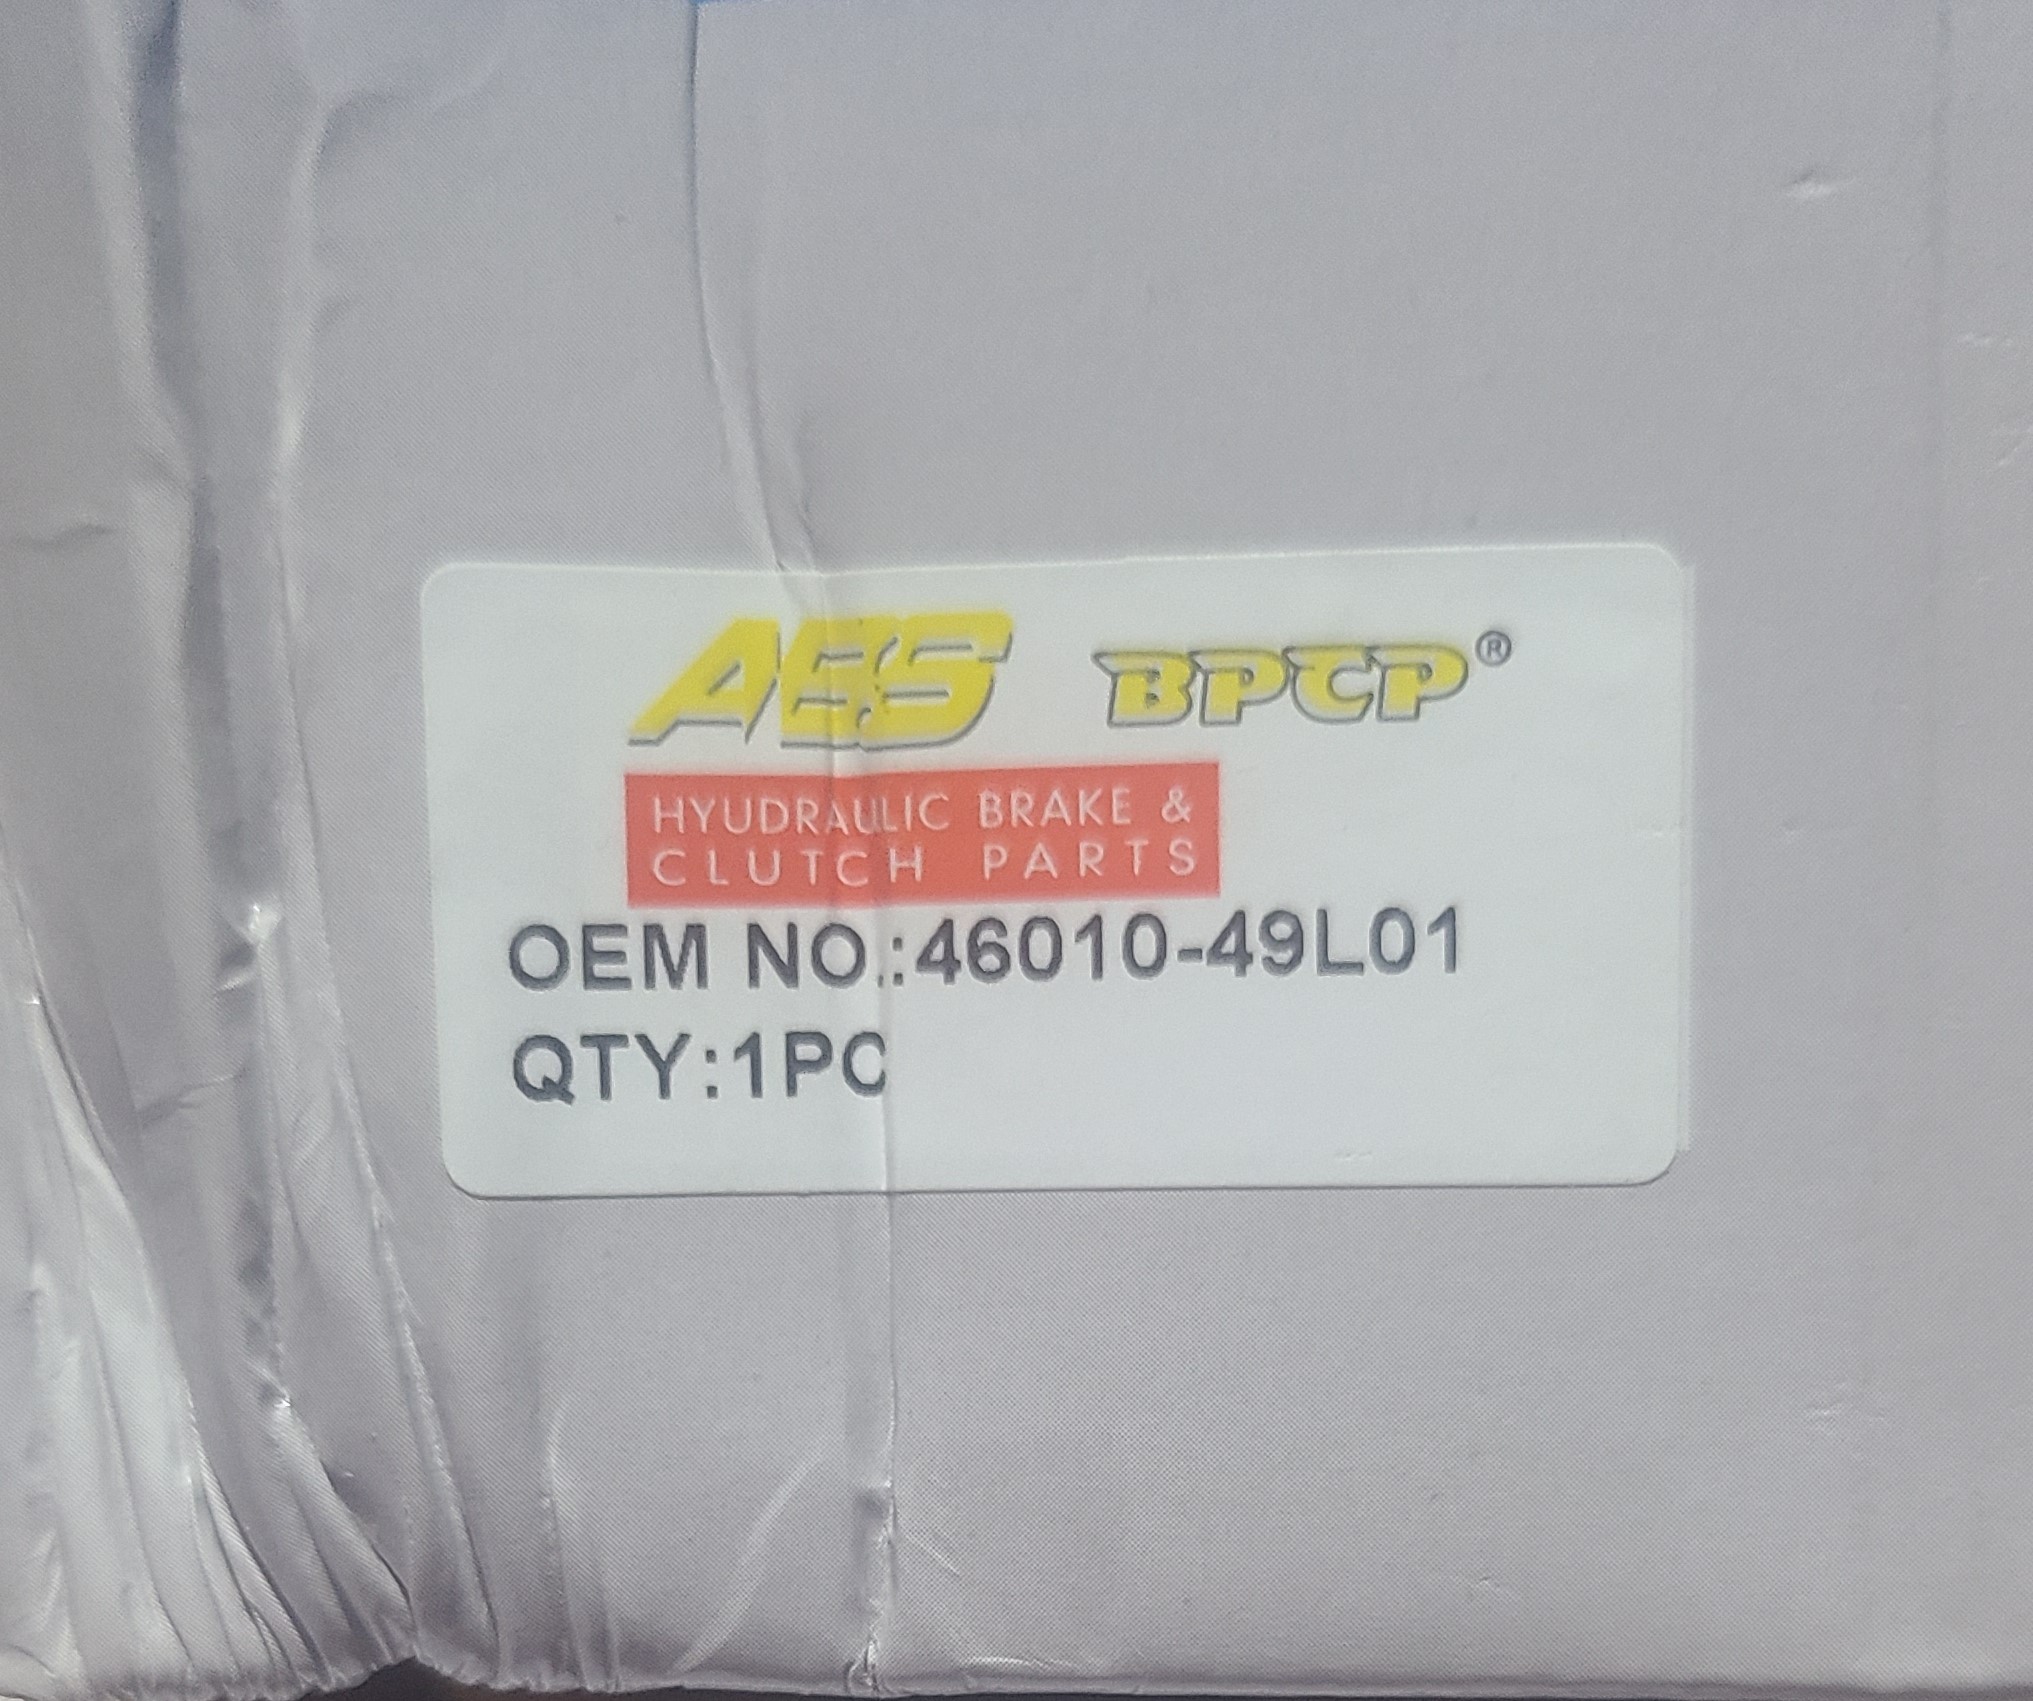 ABS BPCP®
HYUDRAULIC BRAKE &
CLUTCH PARTS
OEM NO.:46010-49L01
QTY:1PC